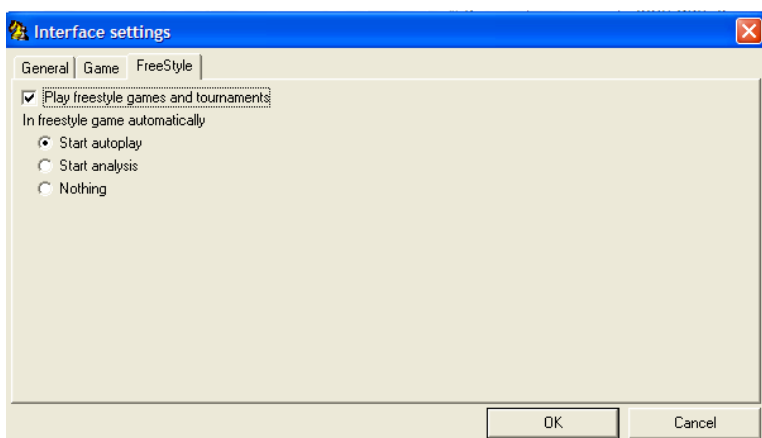 Interface settings
General Game FreeStyle
Play freestyle games and tournaments
In freestyle game automatically
Start autoplay
Start analysis
Nothing
OK Cancel